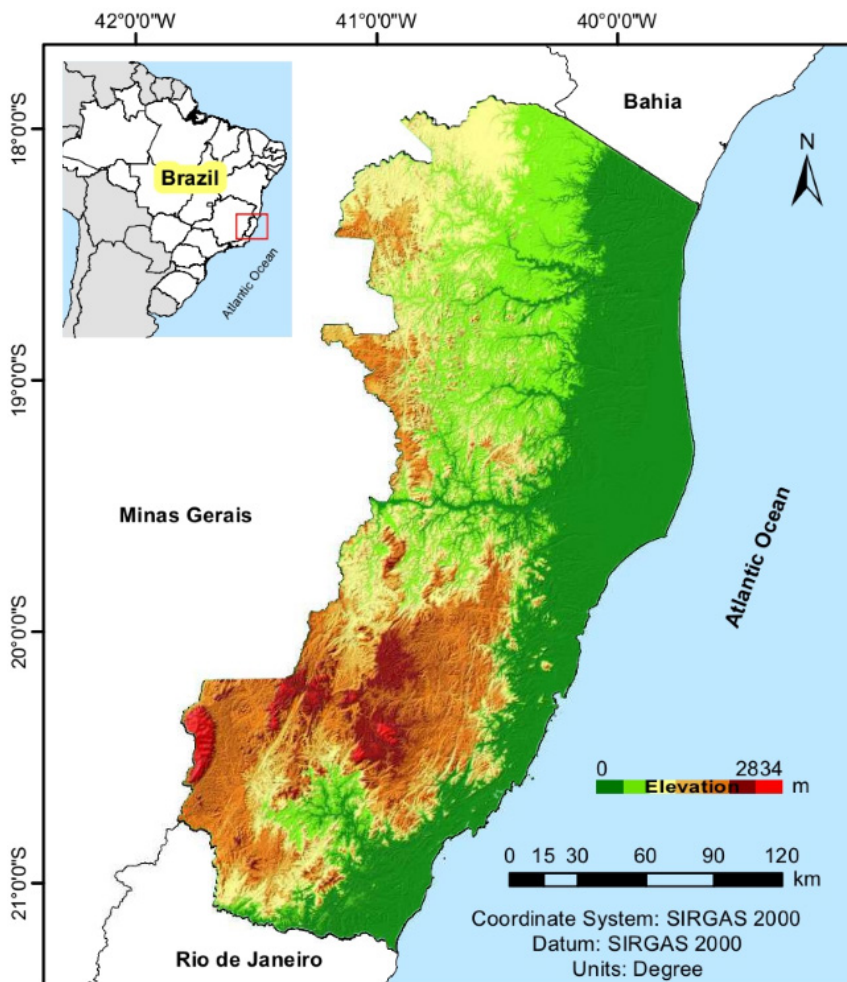 42°0'0"W
41°0'0"W
40°0'0"W
18°0'0"S
19°0'0"S
20°0'0"S
21°0'0"S
Brazil
Atlantic Ocean
Bahia
N
Minas Gerais
Atlantic Ocean
0 2834
Elevation m
0 15 30 60 90 120
km
Coordinate System: SIRGAS 2000
Datum: SIRGAS 2000
Units: Degree
Rio de Janeiro